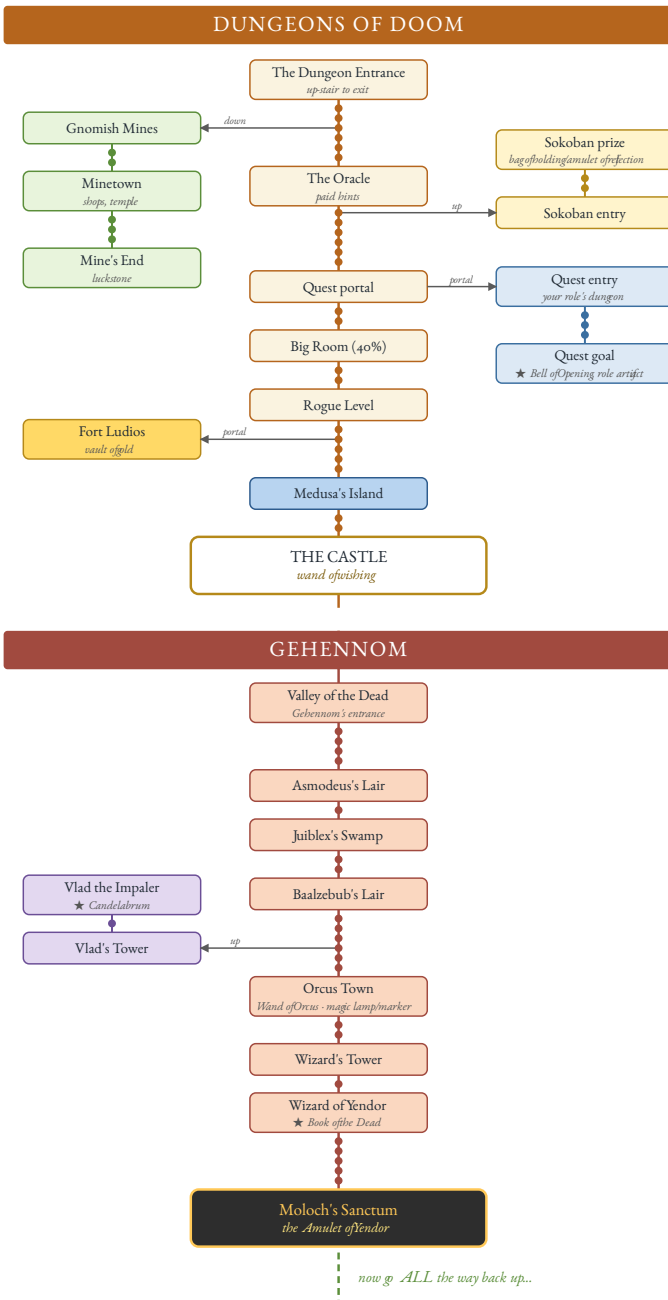 DUNGEONS OF DOOM
The Dungeon Entrance
up-stair to exit
Gnomish Mines
down
Sokoban prize
bag of holding/amulet of reflection
Minetown
shops, temple
The Oracle
paid hints
up
Sokoban entry
Mine's End
luckstone
Quest portal
portal
Quest entry
your role's dungeon
Big Room (40%)
Quest goal
★ Bell of Opening, role artifact
Rogue Level
Fort Ludios
vault of gold
portal
Medusa's Island
THE CASTLE
wand of wishing
GEHENNOM
Valley of the Dead
Gehennom's entrance
Asmodeus's Lair
Juiblex's Swamp
Vlad the Impaler
★ Candelabrum
Baalzebub's Lair
Vlad's Tower
up
Orcus Town
Wand of Orcus · magic lamp/marker
Wizard's Tower
Wizard of Yendor
★ Book of the Dead
Moloch's Sanctum
the Amulet of Yendor
now go ALL the way back up...